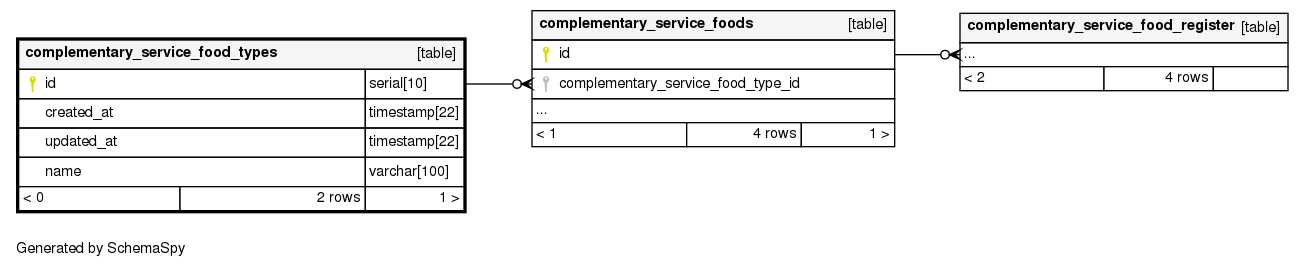 complementary_service_food_types [table]
id serial[10]
created_at timestamp[22]
updated_at timestamp[22]
name varchar[100]
< 0 2 rows 1 >
complementary_service_foods [table]
id
complementary_service_food_type_id
...
< 1 4 rows 1 >
complementary_service_food_register [table]
...
< 2 4 rows
Generated by SchemaSpy